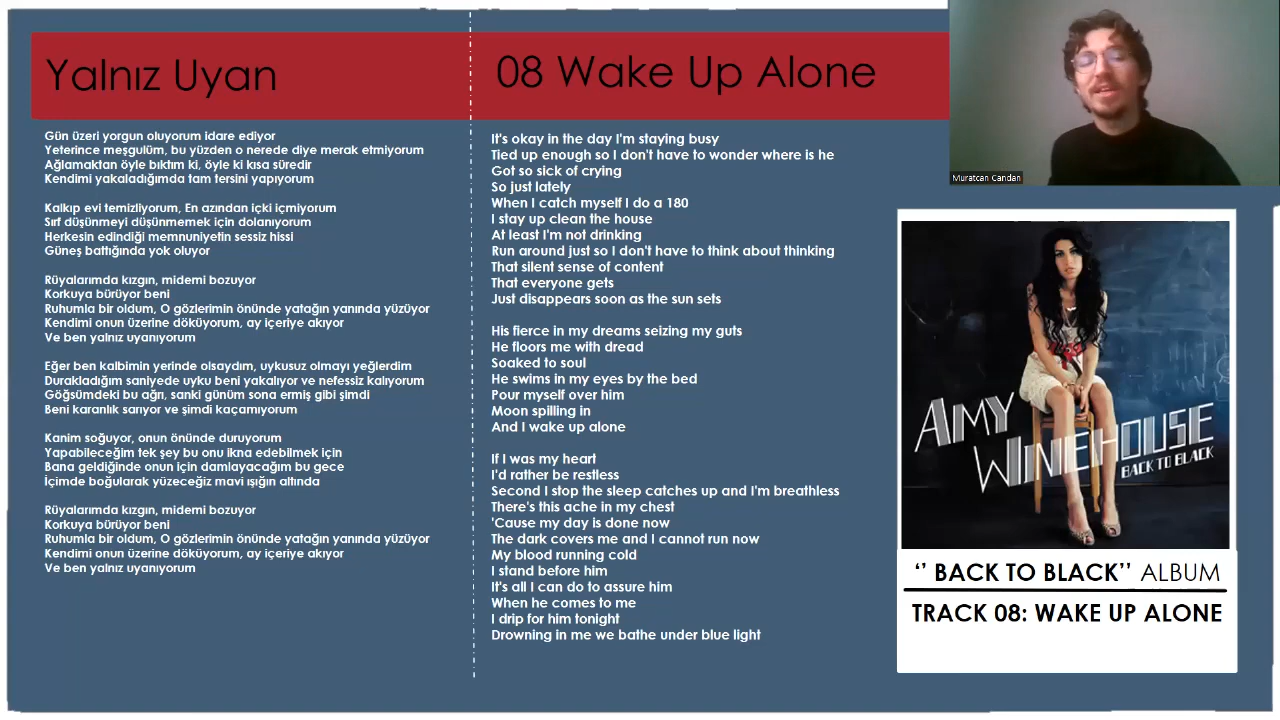 Yalnız Uyan
Gün üzeri yorgun oluyorum idare ediyor
Yeterince meşgulüm, bu yüzden o nerede diye merak etmiyorum
Ağlamaktan öyle bıktım ki, öyle ki kısa süredir
Kendimi yakaladığımda tam tersini yapıyorum
Kalkıp evi temizliyorum, En azından içki içmiyorum
Sırf düşünmeyi düşünmemek için dolanıyorum
Herkesin edindiği memnuniyetin sessiz hissi
Güneş battığında yok oluyor
Rüyalarımda kızgın, midemi bozuyor
Korkuya bürüyor beni
Ruhumla bir oldum, O gözlerimin önünde yatağın yanında yüzüyor
Kendimi onun üzerine döküyorum, ay içeriye akıyor
Ve ben yalnız uyanıyorum
Eğer ben kalbimin yerinde olsaydım, uykusuz olmayı yeğlerdim
Durakladığım saniyede uyku beni yakalıyor ve nefessiz kalıyorum
Göğsümdeki bu ağrı, sanki günüm sona ermiş gibi şimdi
Beni karanlık sarıyor ve şimdi kaçamıyorum
Kanim soğuyor, onun önünde duruyorum
Yapabileceğim tek şey bu onu ikna edebilmek için
Bana geldiğinde onun için damlayacağım bu gece
İçimde boğularak yüzeceğiz mavi ışığın altında
Rüyalarımda kızgın, midemi bozuyor
Korkuya bürüyor beni
Ruhumla bir oldum, O gözlerimin önünde yatağın yanında yüzüyor
Kendimi onun üzerine döküyorum, ay içeriye akıyor
Ve ben yalnız uyanıyorum
08 Wake Up Alone
It's okay in the day I'm staying busy
Tied up enough so I don't have to wonder where is he
Got so sick of crying
So just lately
When I catch myself I do a 180
I stay up clean the house
At least I'm not drinking
Run around just so I don't have to think about thinking
That silent sense of content
That everyone gets
Just disappears soon as the sun sets
His fierce in my dreams seizing my guts
He floors me with dread
Soaked to soul
He swims in my eyes by the bed
Pour myself over him
Moon spilling in
And I wake up alone
If I was my heart
I'd rather be restless
Second I stop the sleep catches up and I'm breathless
There's this ache in my chest
'Cause my day is done now
The dark covers me and I cannot run now
My blood running cold
I stand before him
It's all I can do to assure him
When he comes to me
I drip for him tonight
Drowning in me we bathe under blue light
Muratcan Candan
AMY
WINEHOUSE
BACK TO BLACK
‘’ BACK TO BLACK’’ ALBUM
TRACK 08: WAKE UP ALONE